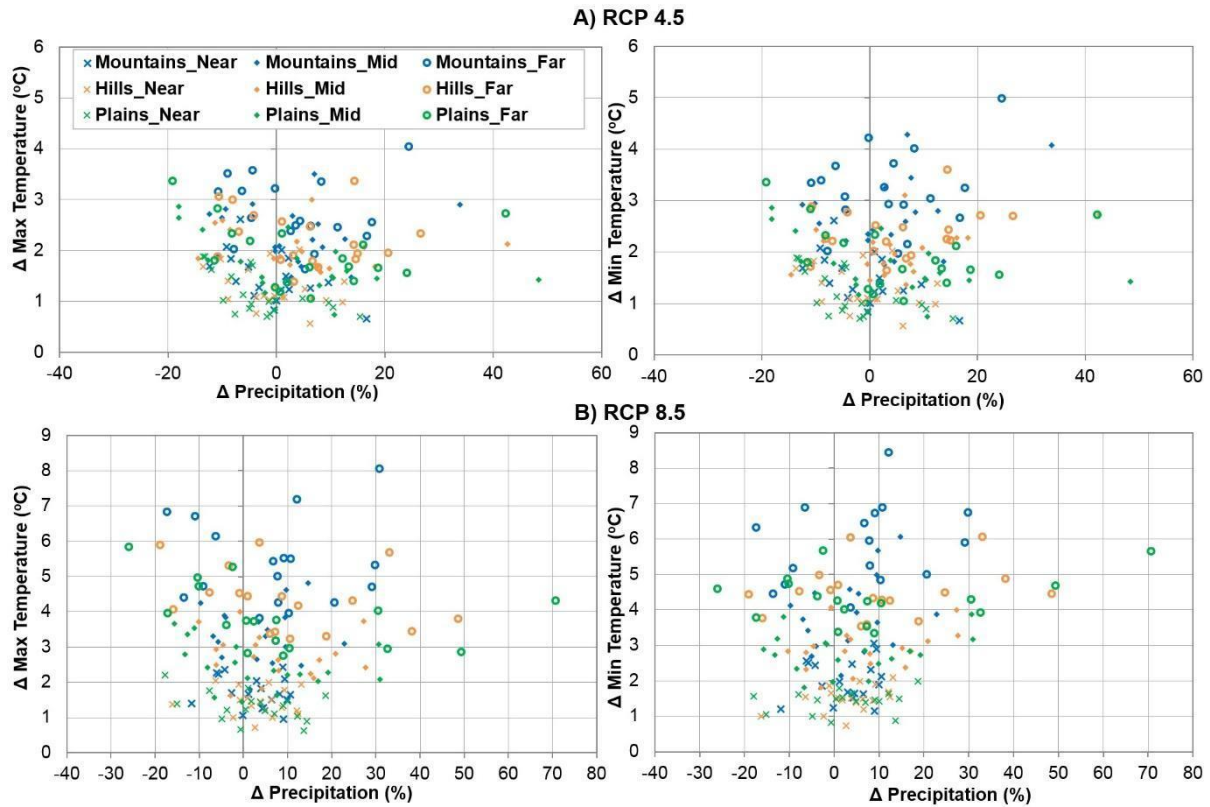 A) RCP 4.5
Δ Max Temperature (ºC)
6
5
4
3
2
1
0
× Mountains_Near ♦ Mountains_Mid o Mountains_Far
× Hills_Near ♦ Hills_Mid o Hills_Far
× Plains_Near ♦ Plains_Mid o Plains_Far
-40 -20 0 20 40 60
Δ Precipitation (%)
Δ Min Temperature (ºC)
6
5
4
3
2
1
0
-40 -20 0 20 40 60
Δ Precipitation (%)
B) RCP 8.5
Δ Max Temperature (ºC)
9
8
7
6
5
4
3
2
1
0
-40 -30 -20 -10 0 10 20 30 40 50 60 70 80
Δ Precipitation (%)
Δ Min Temperature (ºC)
9
8
7
6
5
4
3
2
1
0
-40 -30 -20 -10 0 10 20 30 40 50 60 70 80
Δ Precipitation (%)